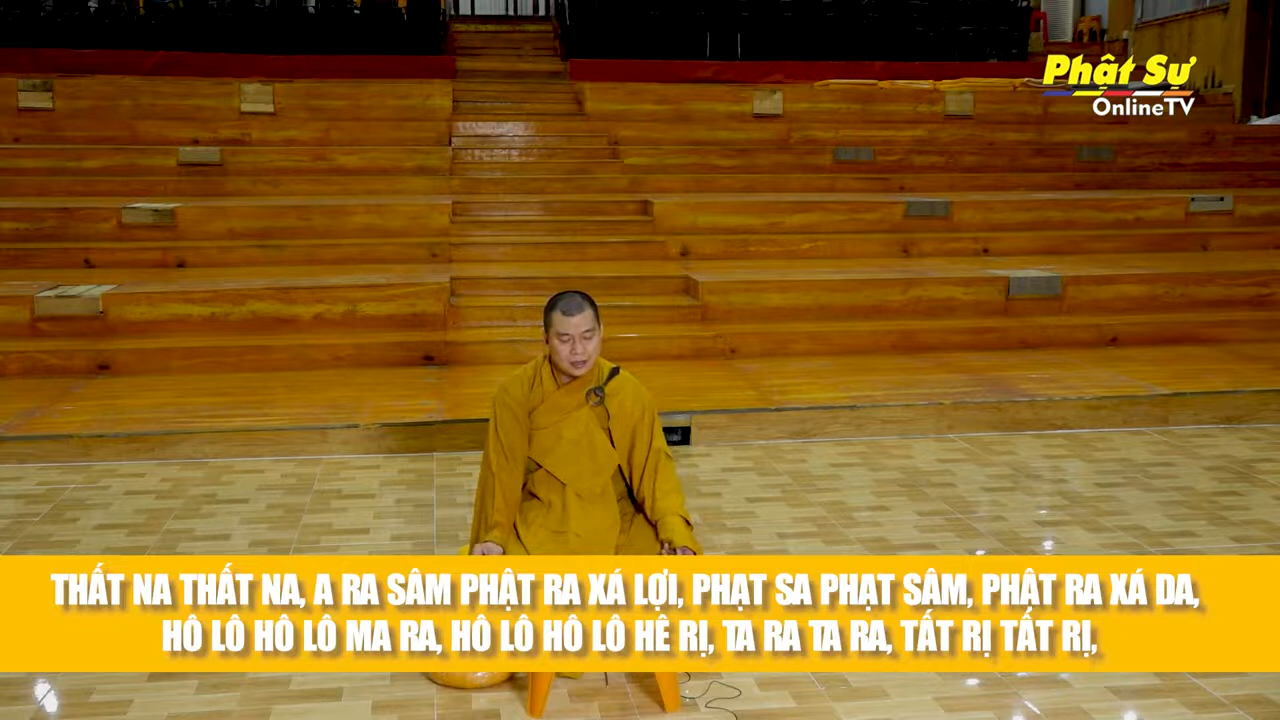 Phật Sự
OnlineTV
THẤT NA THẤT NA, A RA SÂM PHẬT RA XÁ LỢI, PHẠT SA PHẠT SÂM, PHẬT RA XÁ DA,
HÔ LÔ HÔ LÔ MA RA, HÔ LÔ HÔ LÔ HÊ RỊ, TA RA TA RA, TẤT RỊ TẤT RỊ,